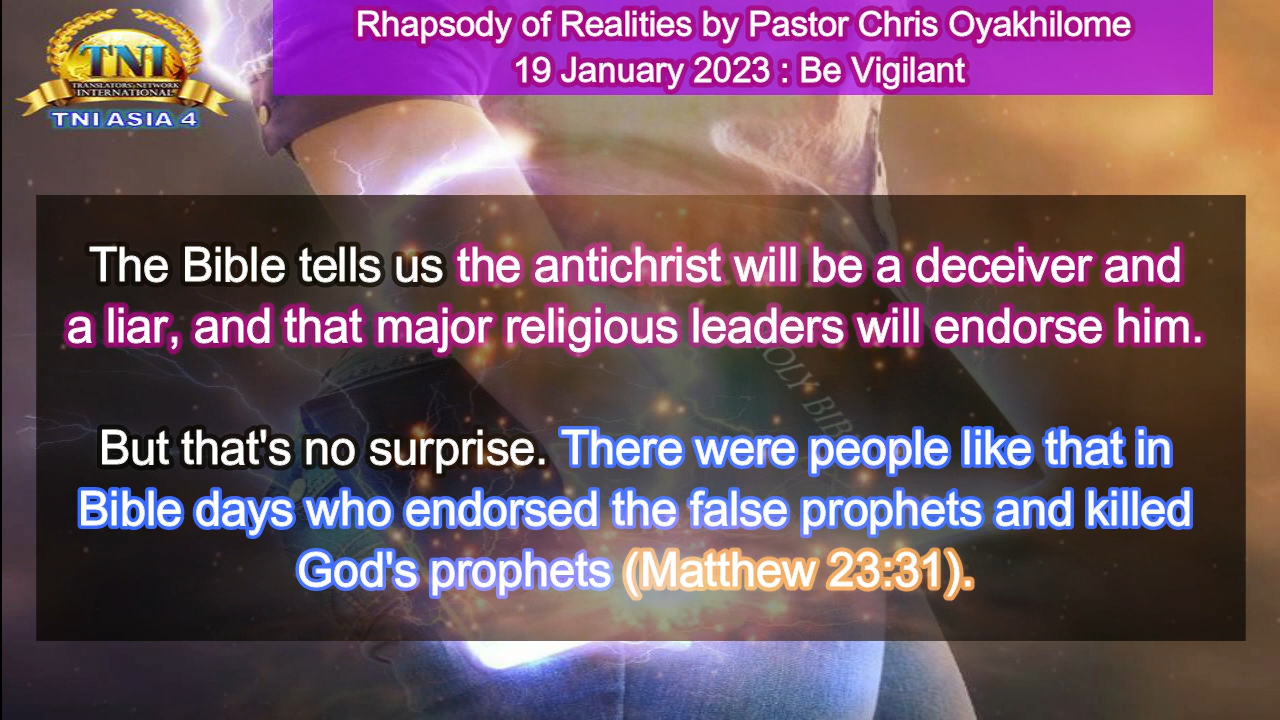 Rhapsody of Realities by Pastor Chris Oyakhilome
19 January 2023 : Be Vigilant
TNI
TRANSLATORS' NETWORK
INTERNATIONAL
TNI ASIA 4
The Bible tells us the antichrist will be a deceiver and
a liar, and that major religious leaders will endorse him.
HOLY BIBLE
But that's no surprise. There were people like that in
Bible days who endorsed the false prophets and killed
God's prophets (Matthew 23:31).